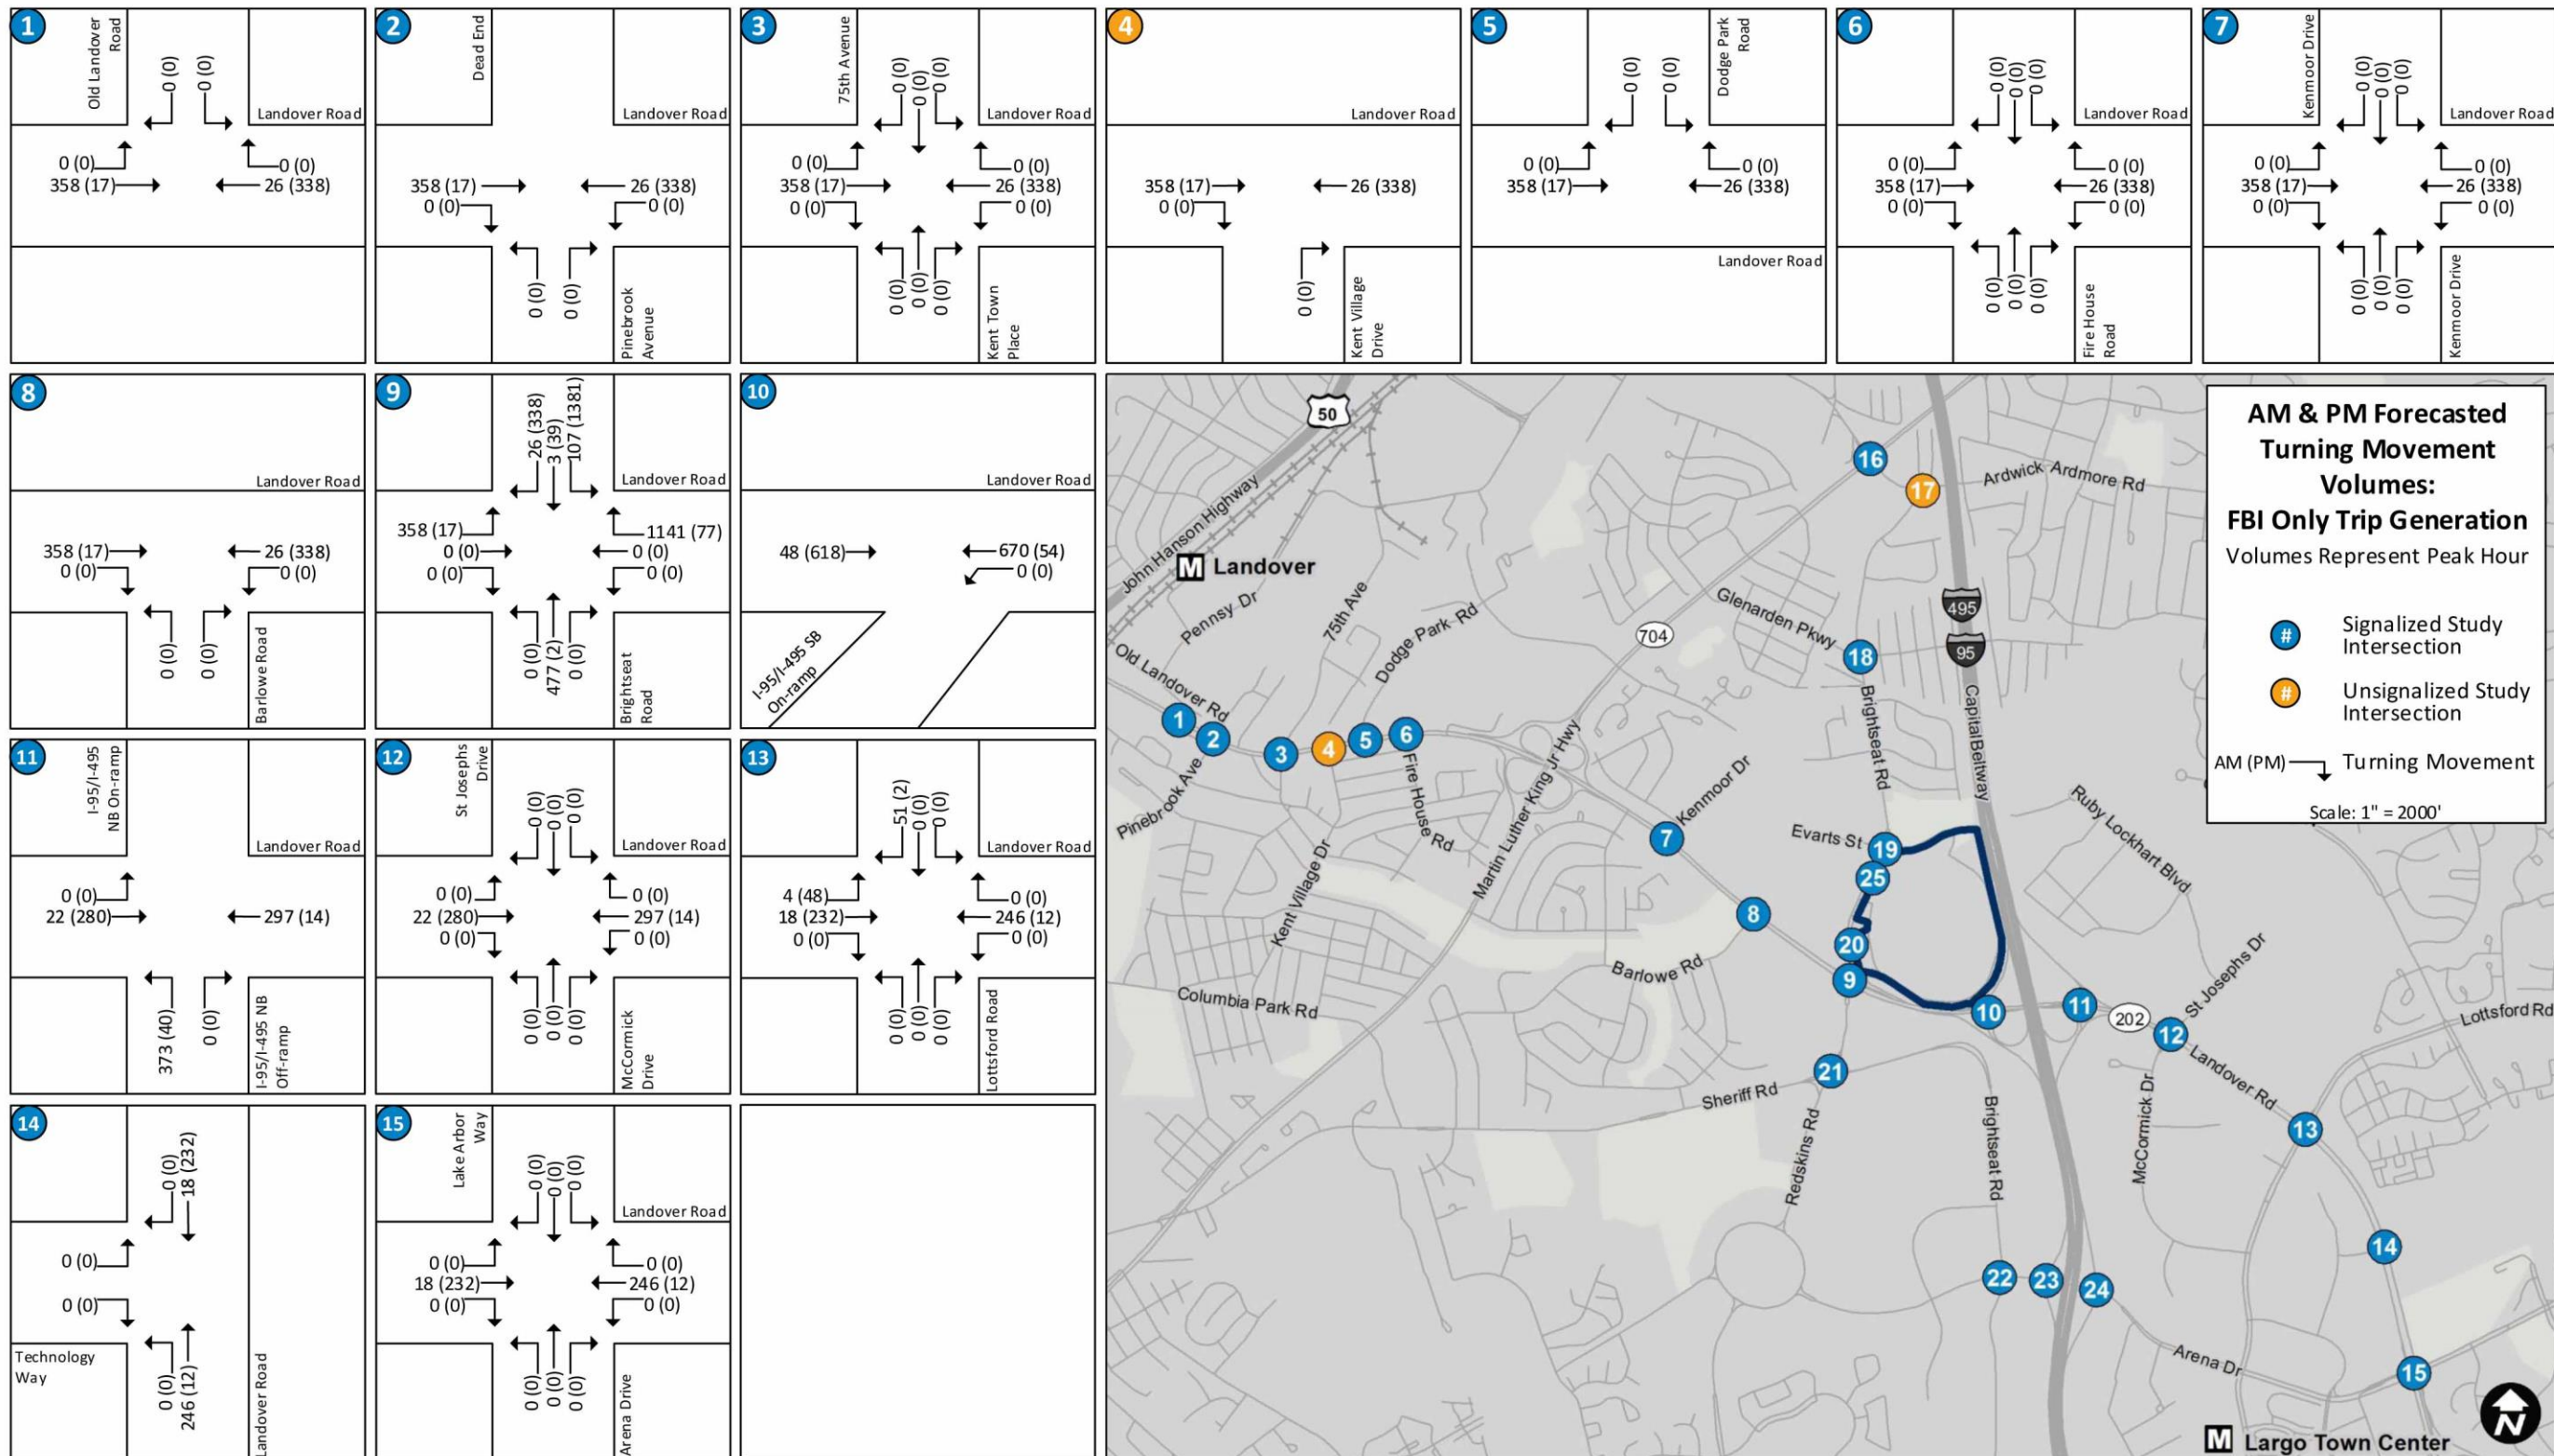 1
Old Landover
Road
0 (0)
0 (0)
Landover Road
0 (0)
358 (17)
0 (0)
26 (338)
2
Dead End
Landover Road
358 (17)
0 (0)
26 (338)
0 (0)
0 (0)
0 (0)
Pinebrook
Avenue
3
75th Avenue
0 (0)
0 (0)
0 (0)
Landover Road
0 (0)
358 (17)
0 (0)
0 (0)
26 (338)
0 (0)
0 (0)
0 (0)
0 (0)
Kent Town
Place
4
Landover Road
358 (17)
0 (0)
26 (338)
0 (0)
Kent Village
Drive
5
0 (0)
0 (0)
Dodge Park
Road
0 (0)
358 (17)
0 (0)
26 (338)
Landover Road
6
0 (0)
0 (0)
0 (0)
Landover Road
0 (0)
358 (17)
0 (0)
0 (0)
26 (338)
0 (0)
0 (0)
0 (0)
0 (0)
Fire House
Road
7
Kenmoor Drive
0 (0)
0 (0)
0 (0)
Landover Road
0 (0)
358 (17)
0 (0)
0 (0)
26 (338)
0 (0)
0 (0)
0 (0)
0 (0)
Kenmoor Drive
8
Landover Road
358 (17)
0 (0)
26 (338)
0 (0)
0 (0)
0 (0)
Barlowe Road
9
26 (338)
3 (39)
107 (1381)
Landover Road
358 (17)
0 (0)
0 (0)
1141 (77)
0 (0)
0 (0)
0 (0)
477 (2)
0 (0)
Brightseat
Road
10
Landover Road
48 (618)
670 (54)
0 (0)
I-95/I-495 SB
On-ramp
11
I-95/I-495
NB On-ramp
Landover Road
0 (0)
22 (280)
297 (14)
373 (40)
0 (0)
I-95/I-495 NB
Off-ramp
12
St Josephs
Drive
0 (0)
0 (0)
0 (0)
Landover Road
0 (0)
22 (280)
0 (0)
0 (0)
297 (14)
0 (0)
0 (0)
0 (0)
0 (0)
McCormick
Drive
13
51 (2)
0 (0)
0 (0)
Landover Road
4 (48)
18 (232)
0 (0)
0 (0)
246 (12)
0 (0)
0 (0)
0 (0)
0 (0)
Lottsford Road
14
0 (0)
18 (232)
0 (0)
0 (0)
Technology
Way
0 (0)
246 (12)
Landover Road
15
Lake Arbor
Way
0 (0)
0 (0)
0 (0)
Landover Road
0 (0)
18 (232)
0 (0)
0 (0)
246 (12)
0 (0)
0 (0)
0 (0)
0 (0)
Arena Drive
50
John Hanson Highway
M Landover
Pennsy Dr
Old Landover Rd
75th Ave
Dodge Park Rd
704
Glenarden Pkwy
16
17
Ardwick Ardmore Rd
495
95
18
Brightseat Rd
Capital Beltway
1
2
3
4
5
6
Pinebrook Ave
Kent Village Dr
Fire House Rd
Martin Luther King Jr Hwy
7
Kenmoor Dr
Evarts St
19
25
Ruby Lockhart Blvd
8
20
Barlowe Rd
9
10
11
202
12
St Josephs Dr
Lottsford Rd
Columbia Park Rd
Landover Rd
21
Sheriff Rd
Redskins Rd
Brightseat Rd
McCormick Dr
13
14
22
23
24
Arena Dr
15
M Largo Town Center
N
AM & PM Forecasted
Turning Movement
Volumes:
FBI Only Trip Generation
Volumes Represent Peak Hour
# Signalized Study
Intersection
# Unsignalized Study
Intersection
AM (PM) Turning Movement
Scale: 1" = 2000'